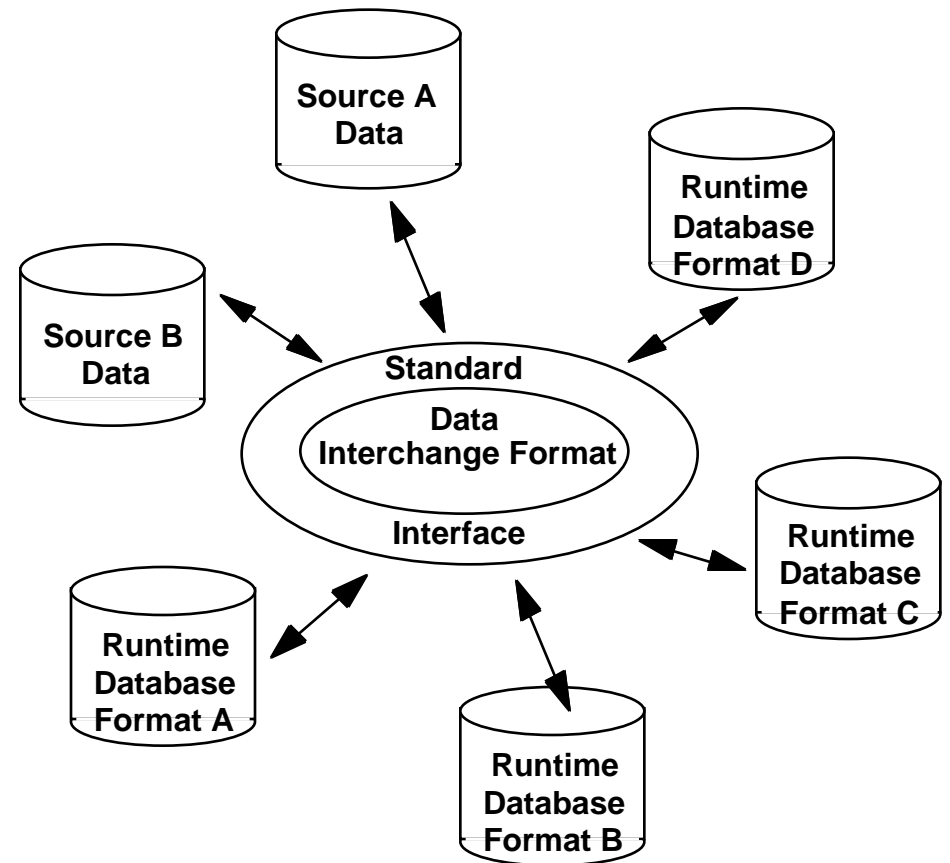 Source A
Data
Runtime
Database
Format D
Source B
Data
Standard
Data
Interchange Format
Interface
Runtime
Database
Format C
Runtime
Database
Format A
Runtime
Database
Format B